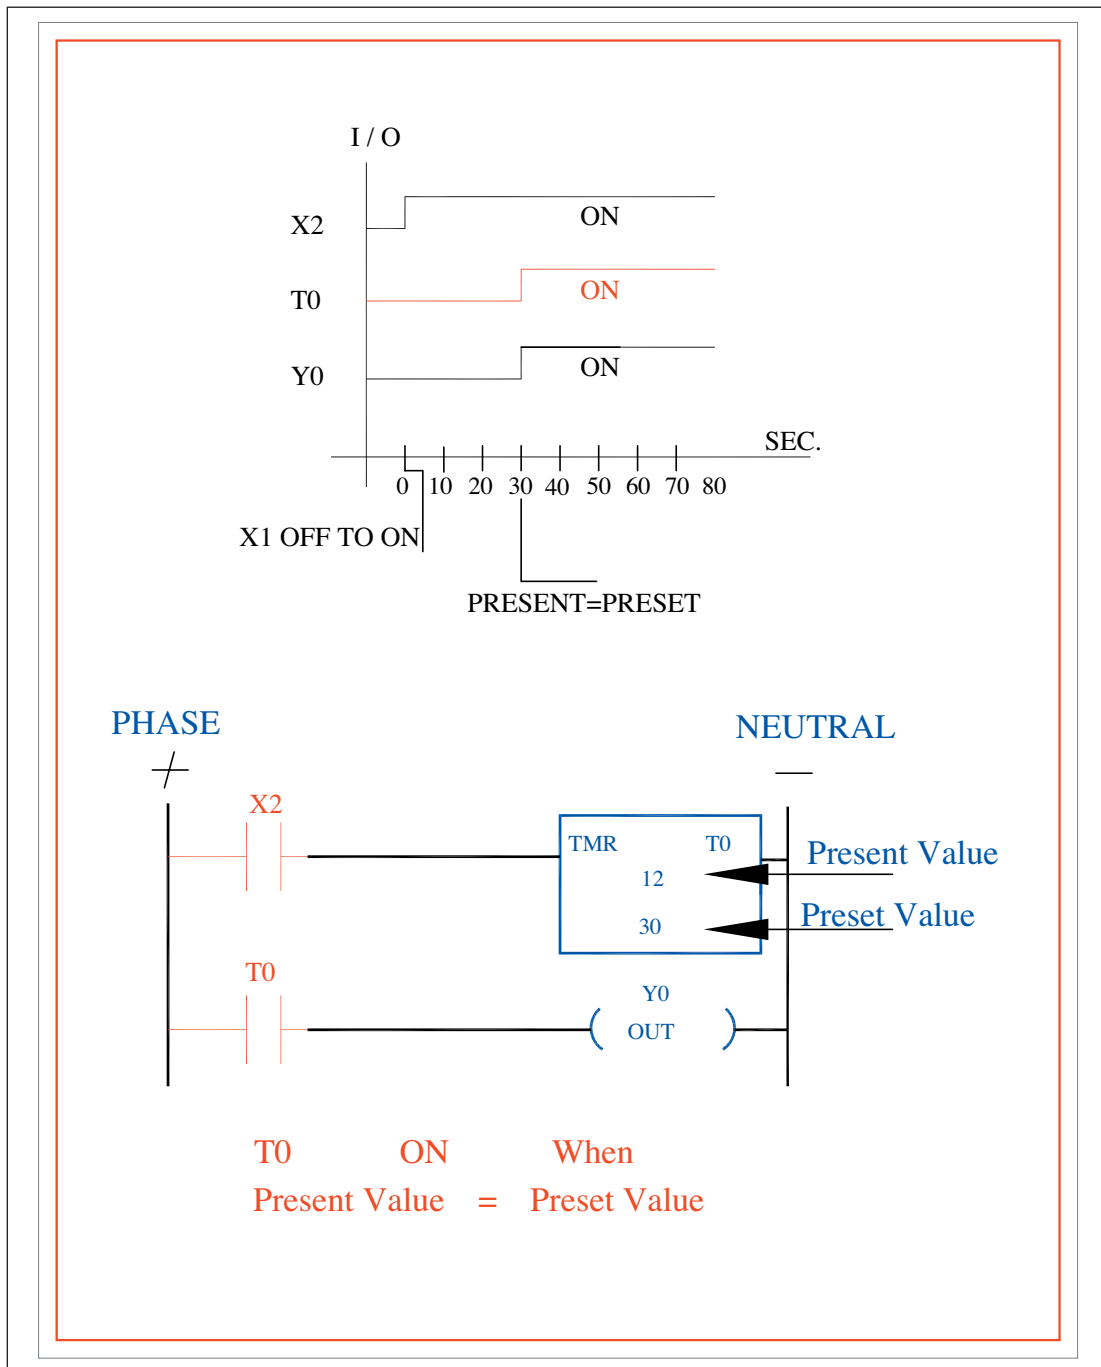 I / O
X2 ON
T0 ON
Y0 ON
SEC.
0 10 20 30 40 50 60 70 80
X1 OFF TO ON
PRESENT=PRESET
PHASE NEUTRAL
X2
TMR T0
Present Value
12
Preset Value
30
T0
Y0
OUT
T0 ON When
Present Value = Preset Value